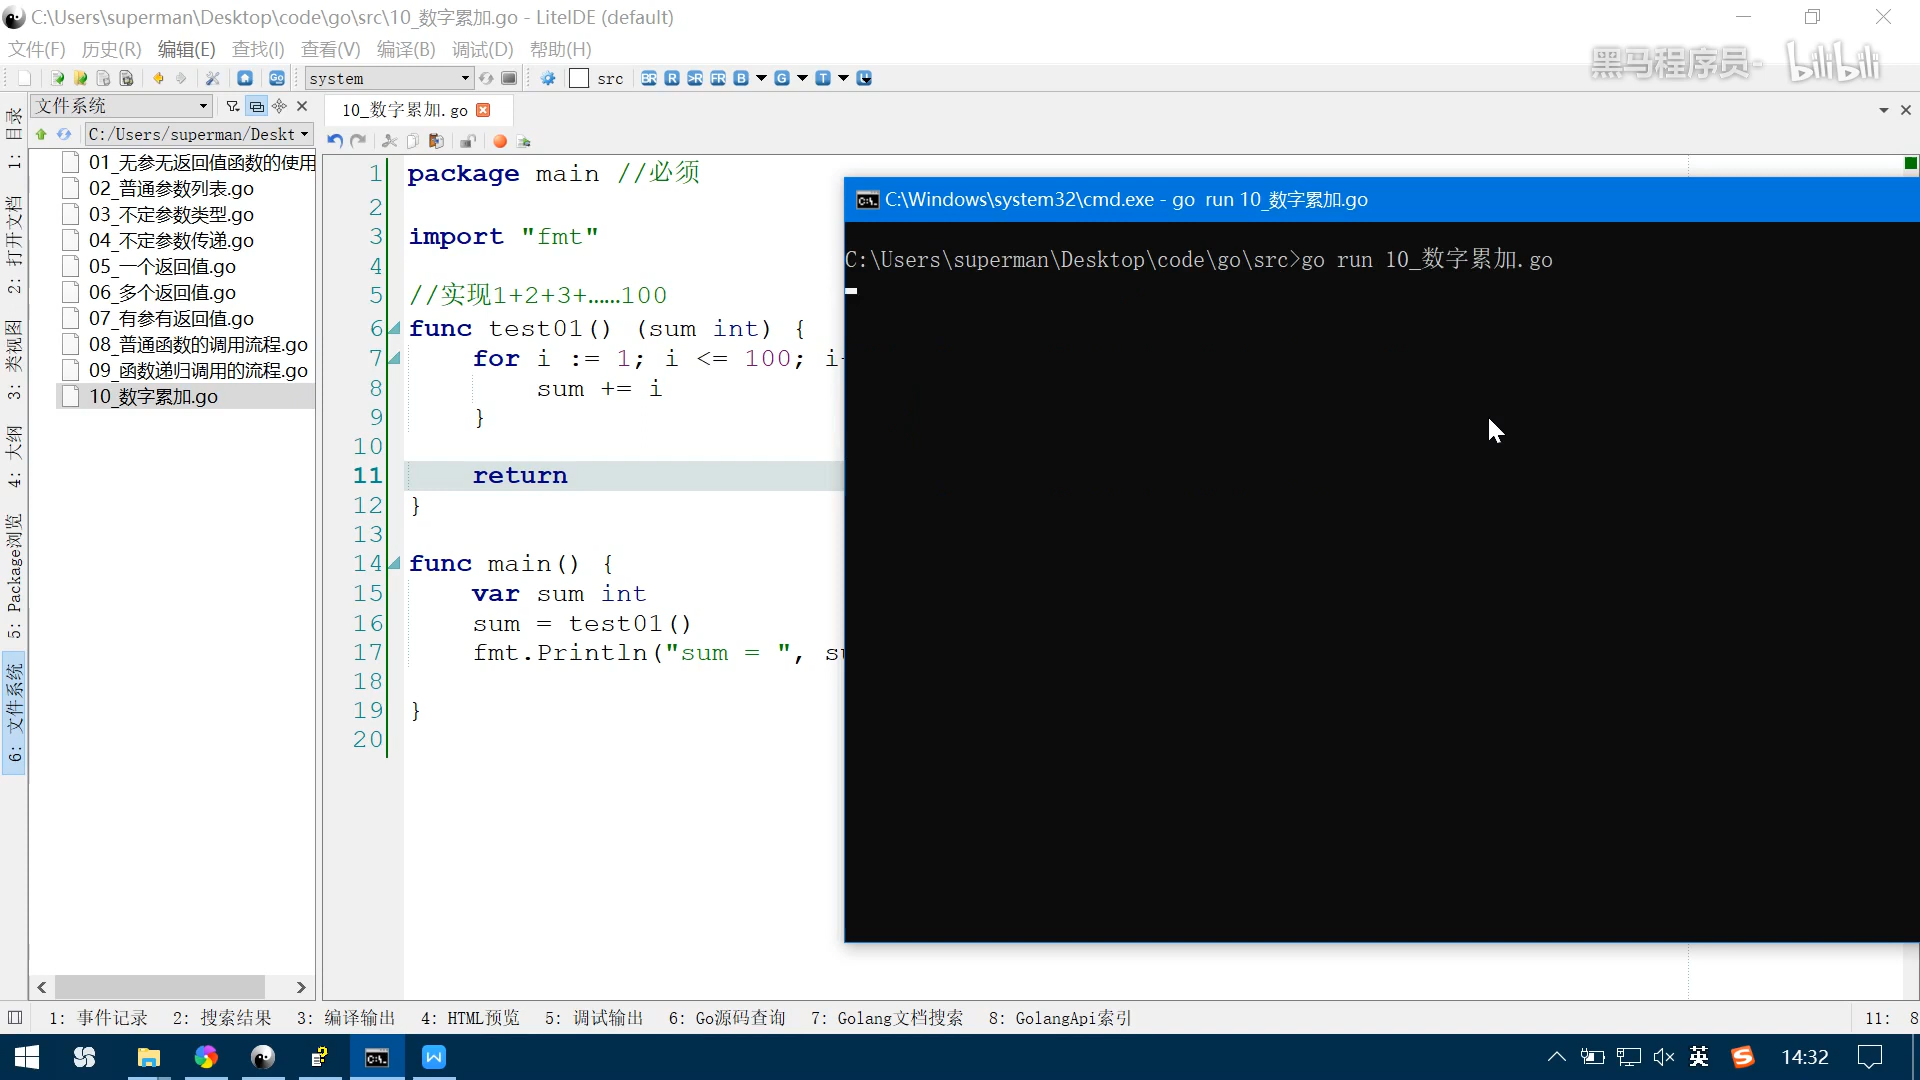 C:\Users\superman\Desktop\code\go\src\10_数字累加.go - LiteIDE (default)
文件(F) 历史(R) 编辑(E) 查找(I) 查看(V) 编译(B) 调试(D) 帮助(H)
黑马程序员- bilibili
system
src BR R >R FR B G T
文件系统
C:/Users/superman/Deskt
1: 目录
2: 打开文档
3: 类视图
4: 大纲
5: Package浏览
6: 文件系统
01_无参无返回值函数的使用
02_普通参数列表.go
03_不定参数类型.go
04_不定参数传递.go
05_一个返回值.go
06_多个返回值.go
07_有参有返回值.go
08_普通函数的调用流程.go
09_函数递归调用的流程.go
10_数字累加.go
10_数字累加.go
1 package main //必须
2
3 import "fmt"
4
5 //实现1+2+3+……100
6 func test01() (sum int) {
7 for i := 1; i <= 100; i
8 sum += i
9 }
10
11 return
12 }
13
14 func main() {
15 var sum int
16 sum = test01()
17 fmt.Println("sum = ", s
18
19 }
20
C:\Windows\system32\cmd.exe - go  run 10_数字累加.go
C:\Users\superman\Desktop\code\go\src>go run 10_数字累加.go
1: 事件记录 2: 搜索结果 3: 编译输出 4: HTML预览 5: 调试输出 6: Go源码查询 7: Golang文档搜索 8: GolangApi索引
11: 8
英 14:32